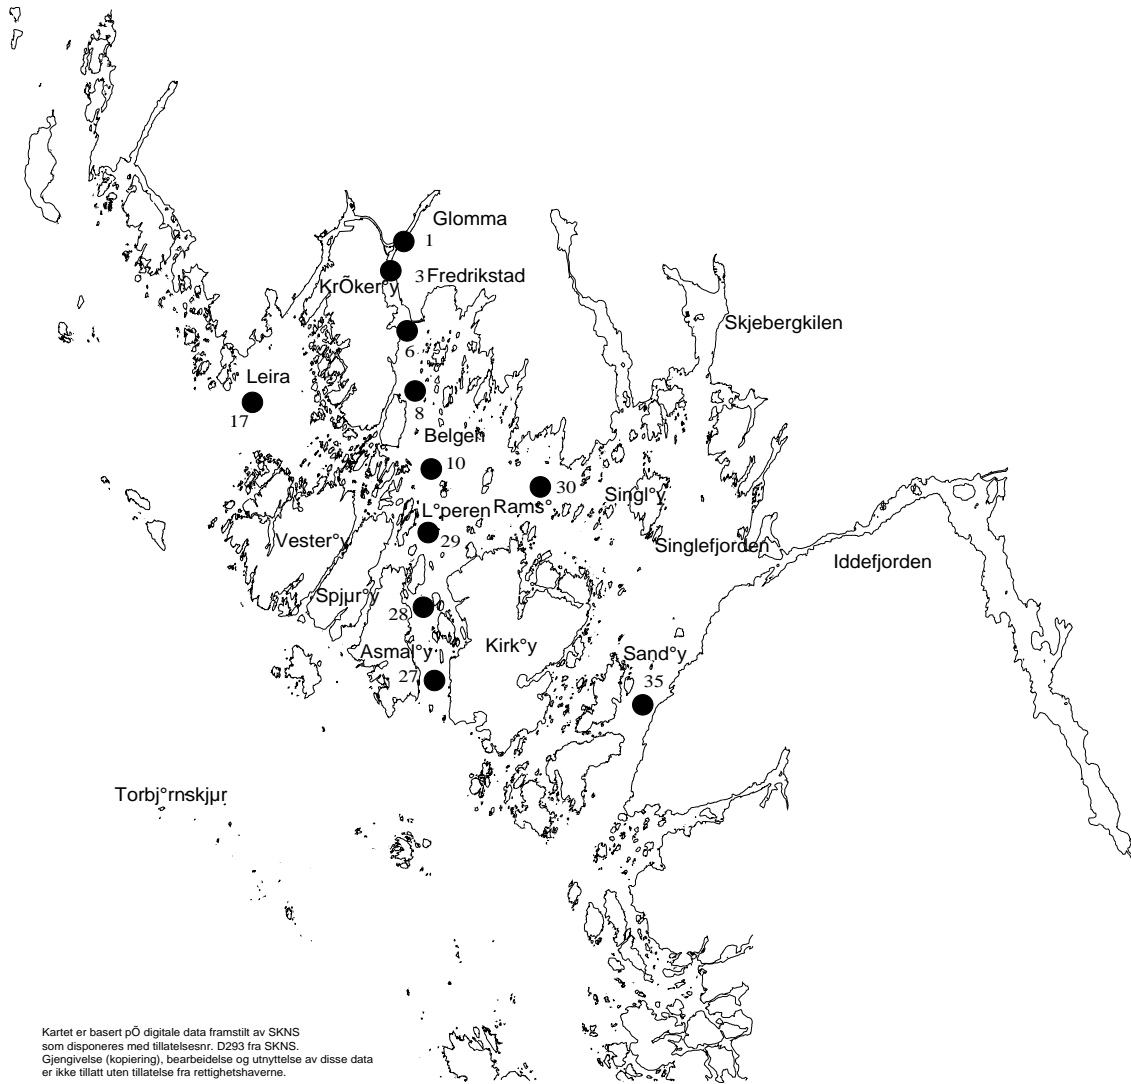 Glomma
1
3 Fredrikstad
KrÕker°y
Skjebergkilen
6
Leira
17
8
Belgen
10
30
Singl°y
Rams°
L°peren
29
Vester°y
Singlefjorden
Iddefjorden
Spjµr°y
28
Asmal°y
Kirk°y
Sand°y
27
35
Torbj°rnskjµr
Kartet er basert pÕ digitale data framstilt av SKNS
som disponeres med tillatelsesnr. D293 fra SKNS.
Gjengivelse (kopiering), bearbeidelse og utnyttelse av disse data
er ikke tillatt uten tillatelse fra rettighetshaverne.